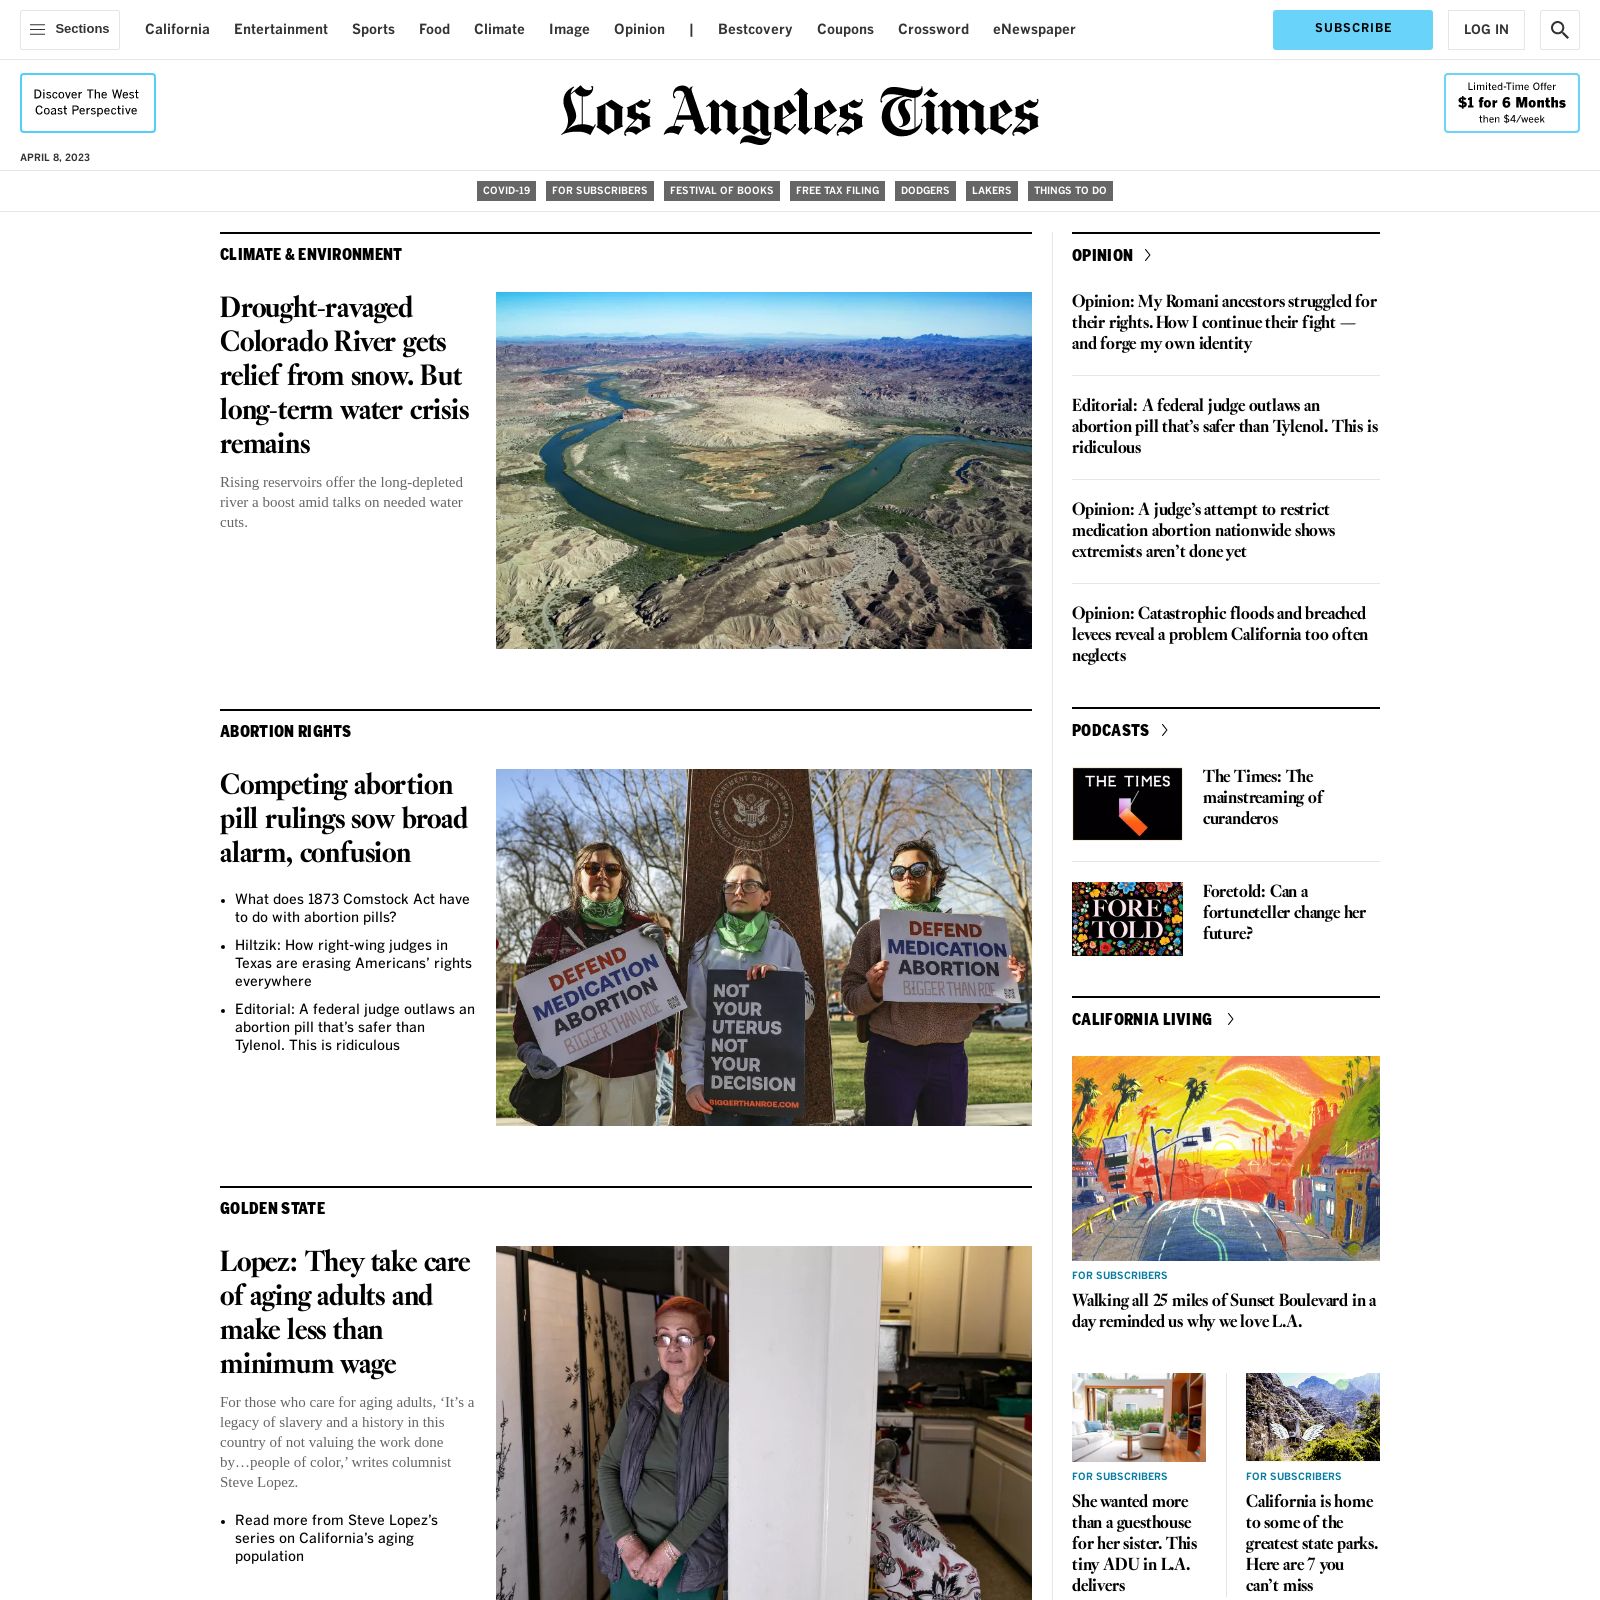 Sections
California
Entertainment
Sports
Food
Climate
Image
Opinion
|
Bestcovery
Coupons
Crossword
eNewspaper
SUBSCRIBE
LOG IN
Discover The West
Coast Perspective
Los Angeles Times
Limited-Time Offer
$1 for 6 Months
then $4/week
APRIL 8, 2023
COVID-19
FOR SUBSCRIBERS
FESTIVAL OF BOOKS
FREE TAX FILING
DODGERS
LAKERS
THINGS TO DO
CLIMATE & ENVIRONMENT
Drought-ravaged
Colorado River gets
relief from snow. But
long-term water crisis
remains
Rising reservoirs offer the long-depleted
river a boost amid talks on needed water
cuts.
ABORTION RIGHTS
Competing abortion
pill rulings sow broad
alarm, confusion
What does 1873 Comstock Act have
to do with abortion pills?
Hiltzik: How right-wing judges in
Texas are erasing Americans’ rights
everywhere
Editorial: A federal judge outlaws an
abortion pill that’s safer than
Tylenol. This is ridiculous
DEFEND
MEDICATION
ABORTION
BIGGER THAN ROE
NOT
YOUR
UTERUS
NOT
YOUR
DECISION
BIGGERTHANROE.COM
DEFEND
MEDICATION
ABORTION
BIGGER THAN ROE
GOLDEN STATE
Lopez: They take care
of aging adults and
make less than
minimum wage
For those who care for aging adults, ‘It’s a
legacy of slavery and a history in this
country of not valuing the work done
by…people of color,’ writes columnist
Steve Lopez.
Read more from Steve Lopez’s
series on California’s aging
population
OPINION
Opinion: My Romani ancestors struggled for
their rights. How I continue their fight —
and forge my own identity
Editorial: A federal judge outlaws an
abortion pill that’s safer than Tylenol. This is
ridiculous
Opinion: A judge’s attempt to restrict
medication abortion nationwide shows
extremists aren’t done yet
Opinion: Catastrophic floods and breached
levees reveal a problem California too often
neglects
PODCASTS
THE TIMES
The Times: The
mainstreaming of
curanderos
FORE
TOLD
Foretold: Can a
fortuneteller change her
future?
CALIFORNIA LIVING
FOR SUBSCRIBERS
Walking all 25 miles of Sunset Boulevard in a
day reminded us why we love L.A.
FOR SUBSCRIBERS
She wanted more
than a guesthouse
for her sister. This
tiny ADU in L.A.
delivers
FOR SUBSCRIBERS
California is home
to some of the
greatest state parks.
Here are 7 you
can’t miss